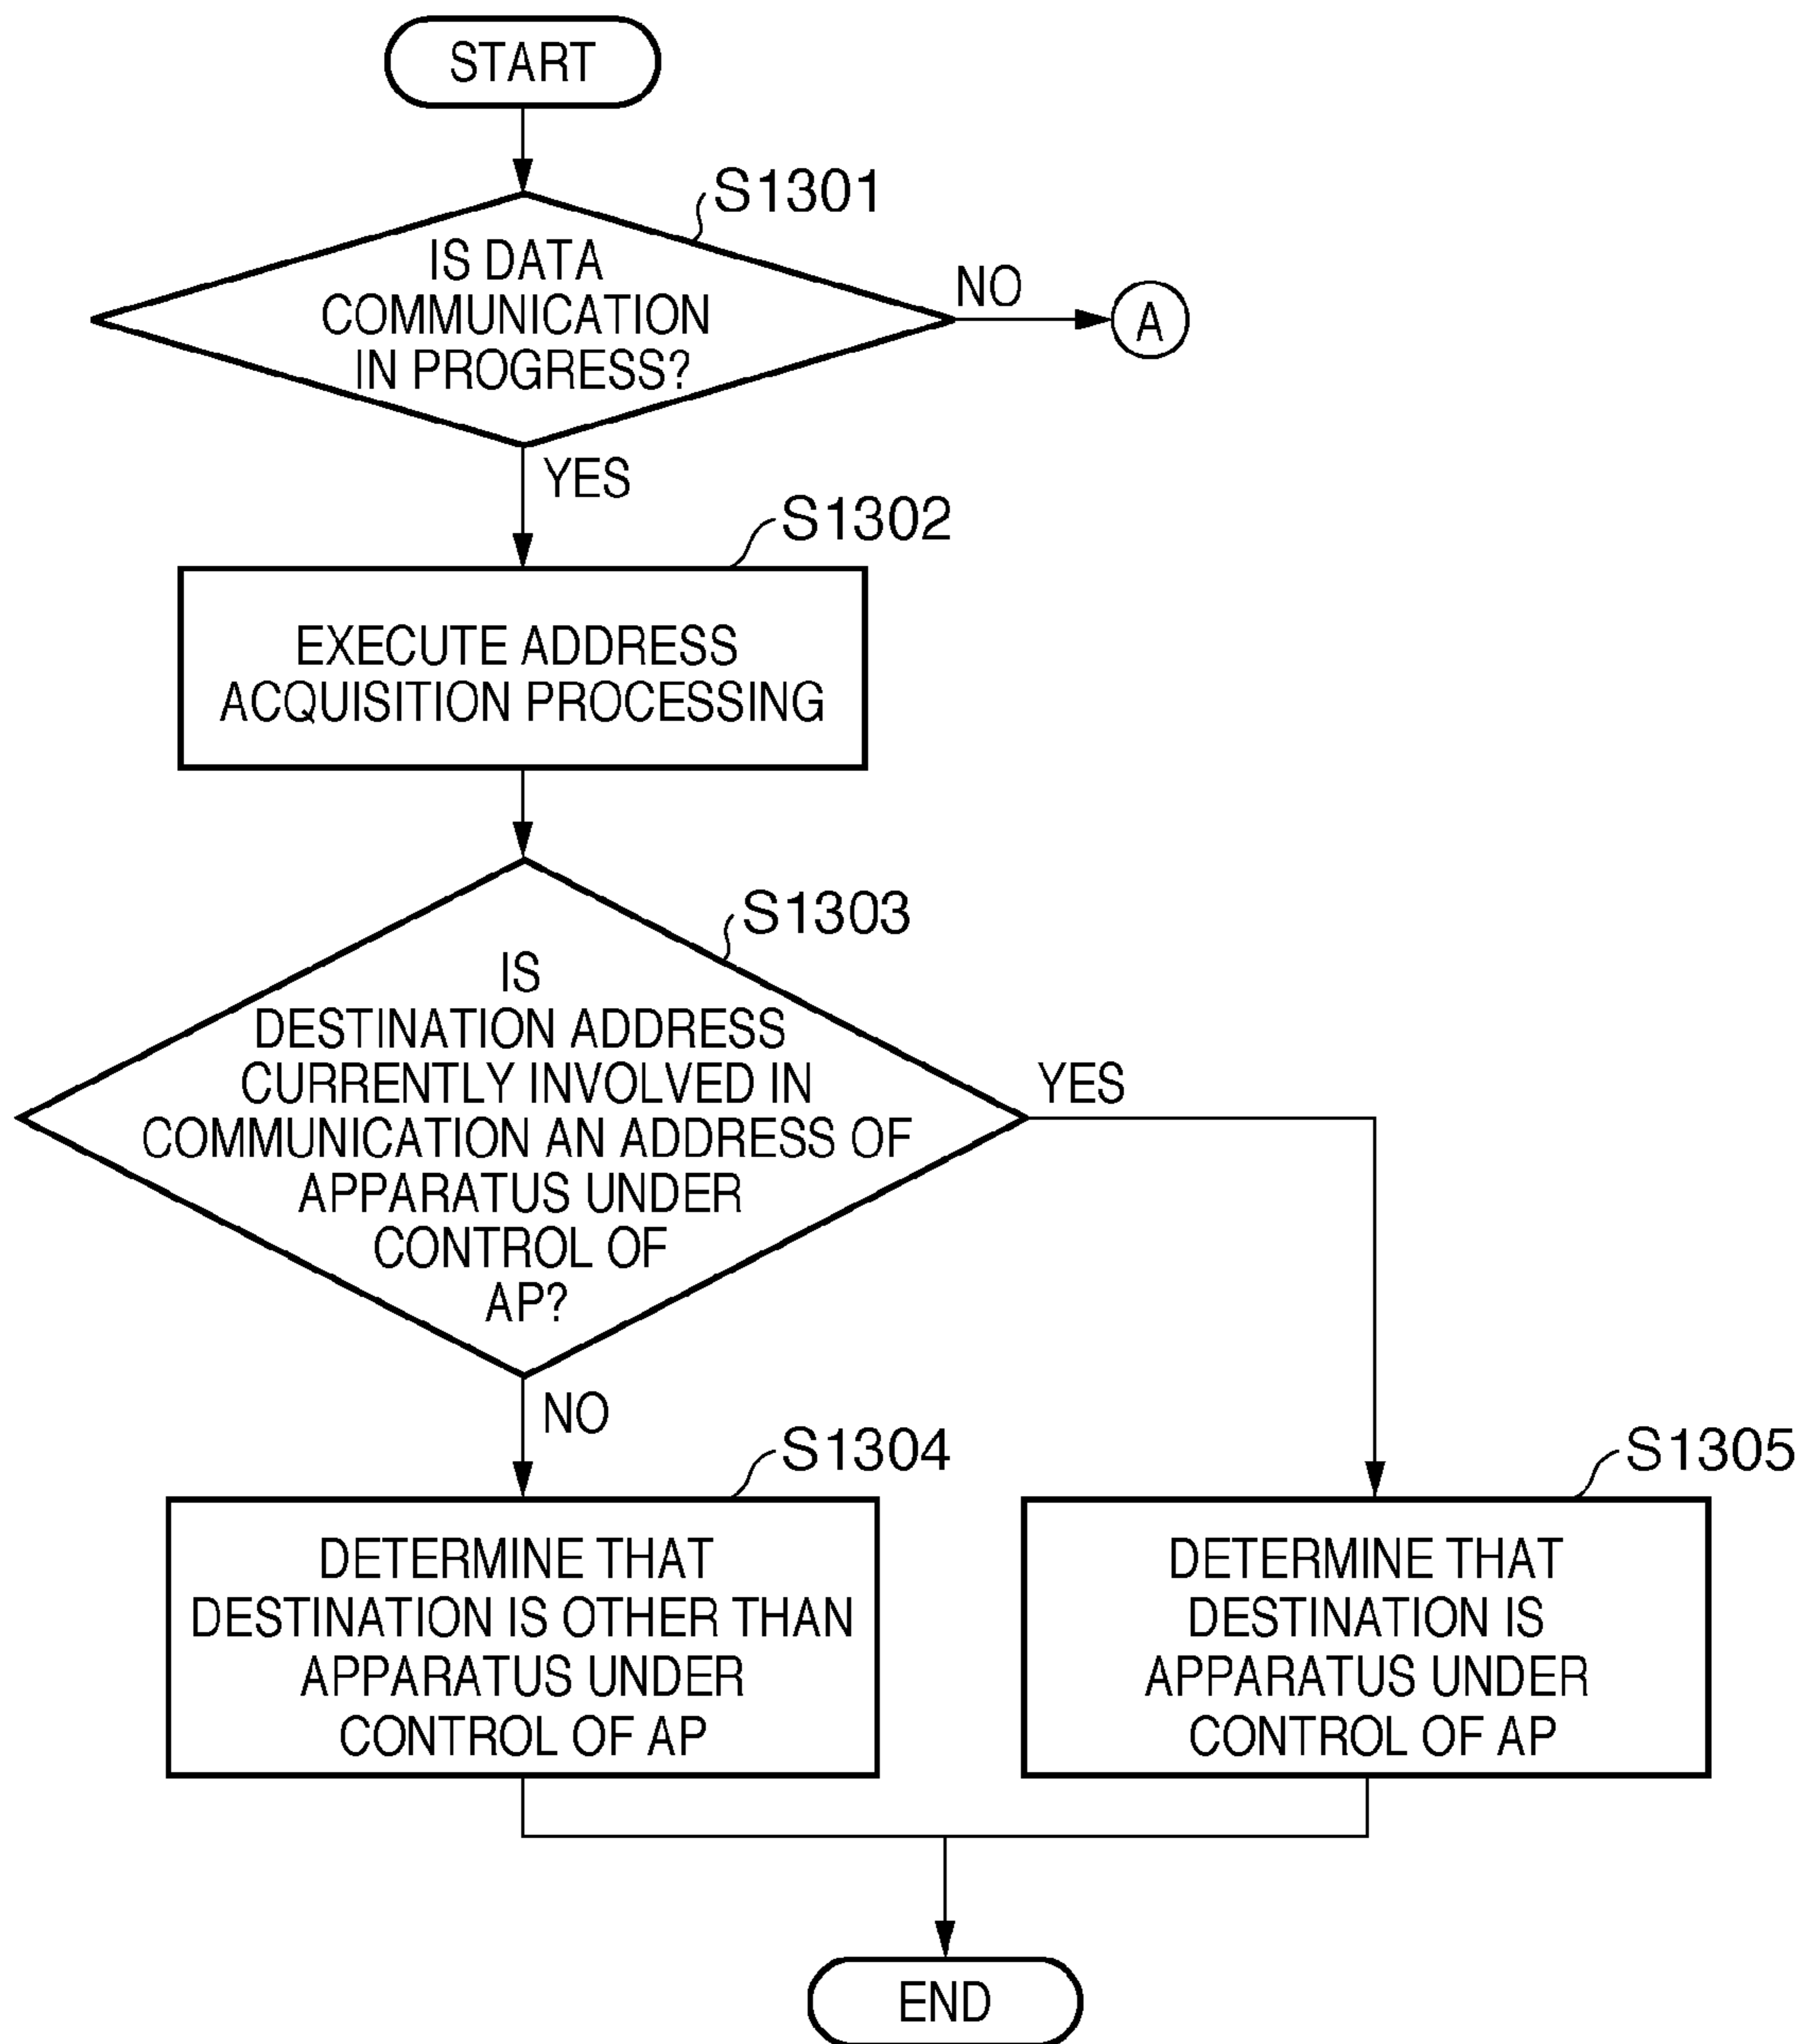 START
S1301
IS DATA
COMMUNICATION
IN PROGRESS?
NO
A
YES
S1302
EXECUTE ADDRESS
ACQUISITION PROCESSING
S1303
IS
DESTINATION ADDRESS
CURRENTLY INVOLVED IN
COMMUNICATION AN ADDRESS OF
APPARATUS UNDER
CONTROL OF
AP?
YES
NO
S1304
DETERMINE THAT
DESTINATION IS OTHER THAN
APPARATUS UNDER
CONTROL OF AP
S1305
DETERMINE THAT
DESTINATION IS
APPARATUS UNDER
CONTROL OF AP
END